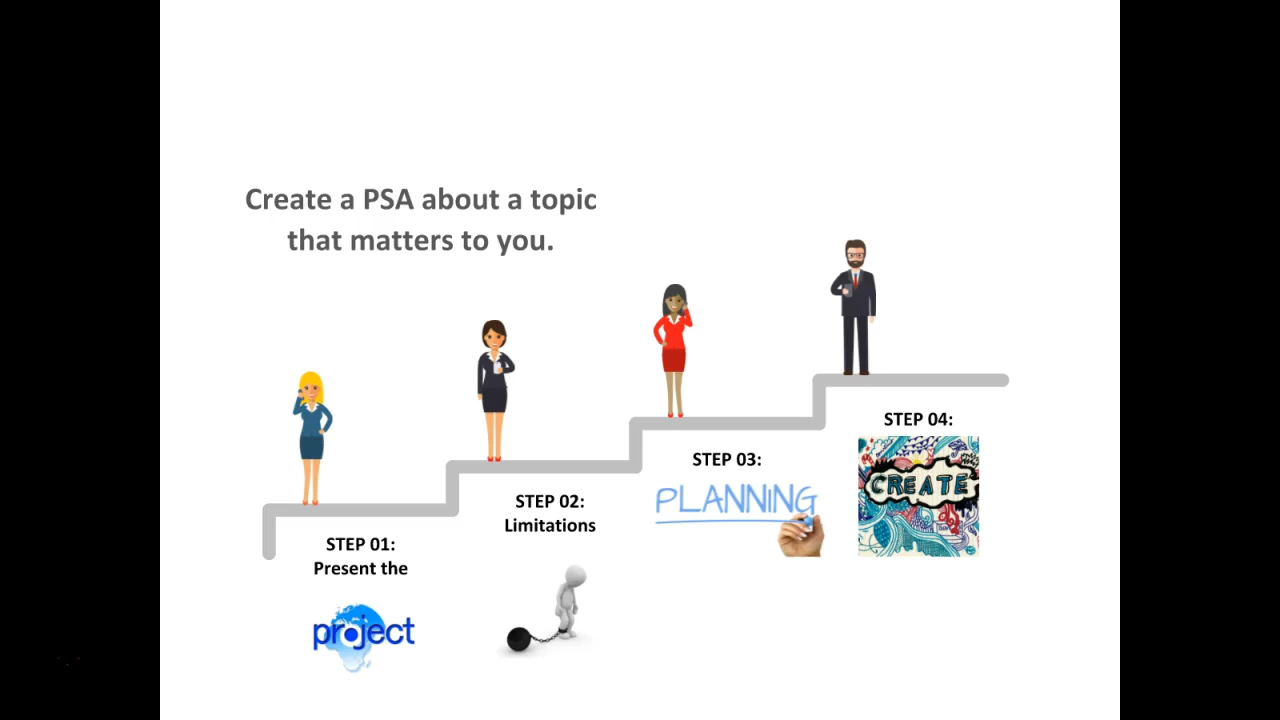 Create a PSA about a topic
that matters to you.
STEP 01:
Present the
project
STEP 02:
Limitations
STEP 03:
PLANNING
STEP 04:
CREATE